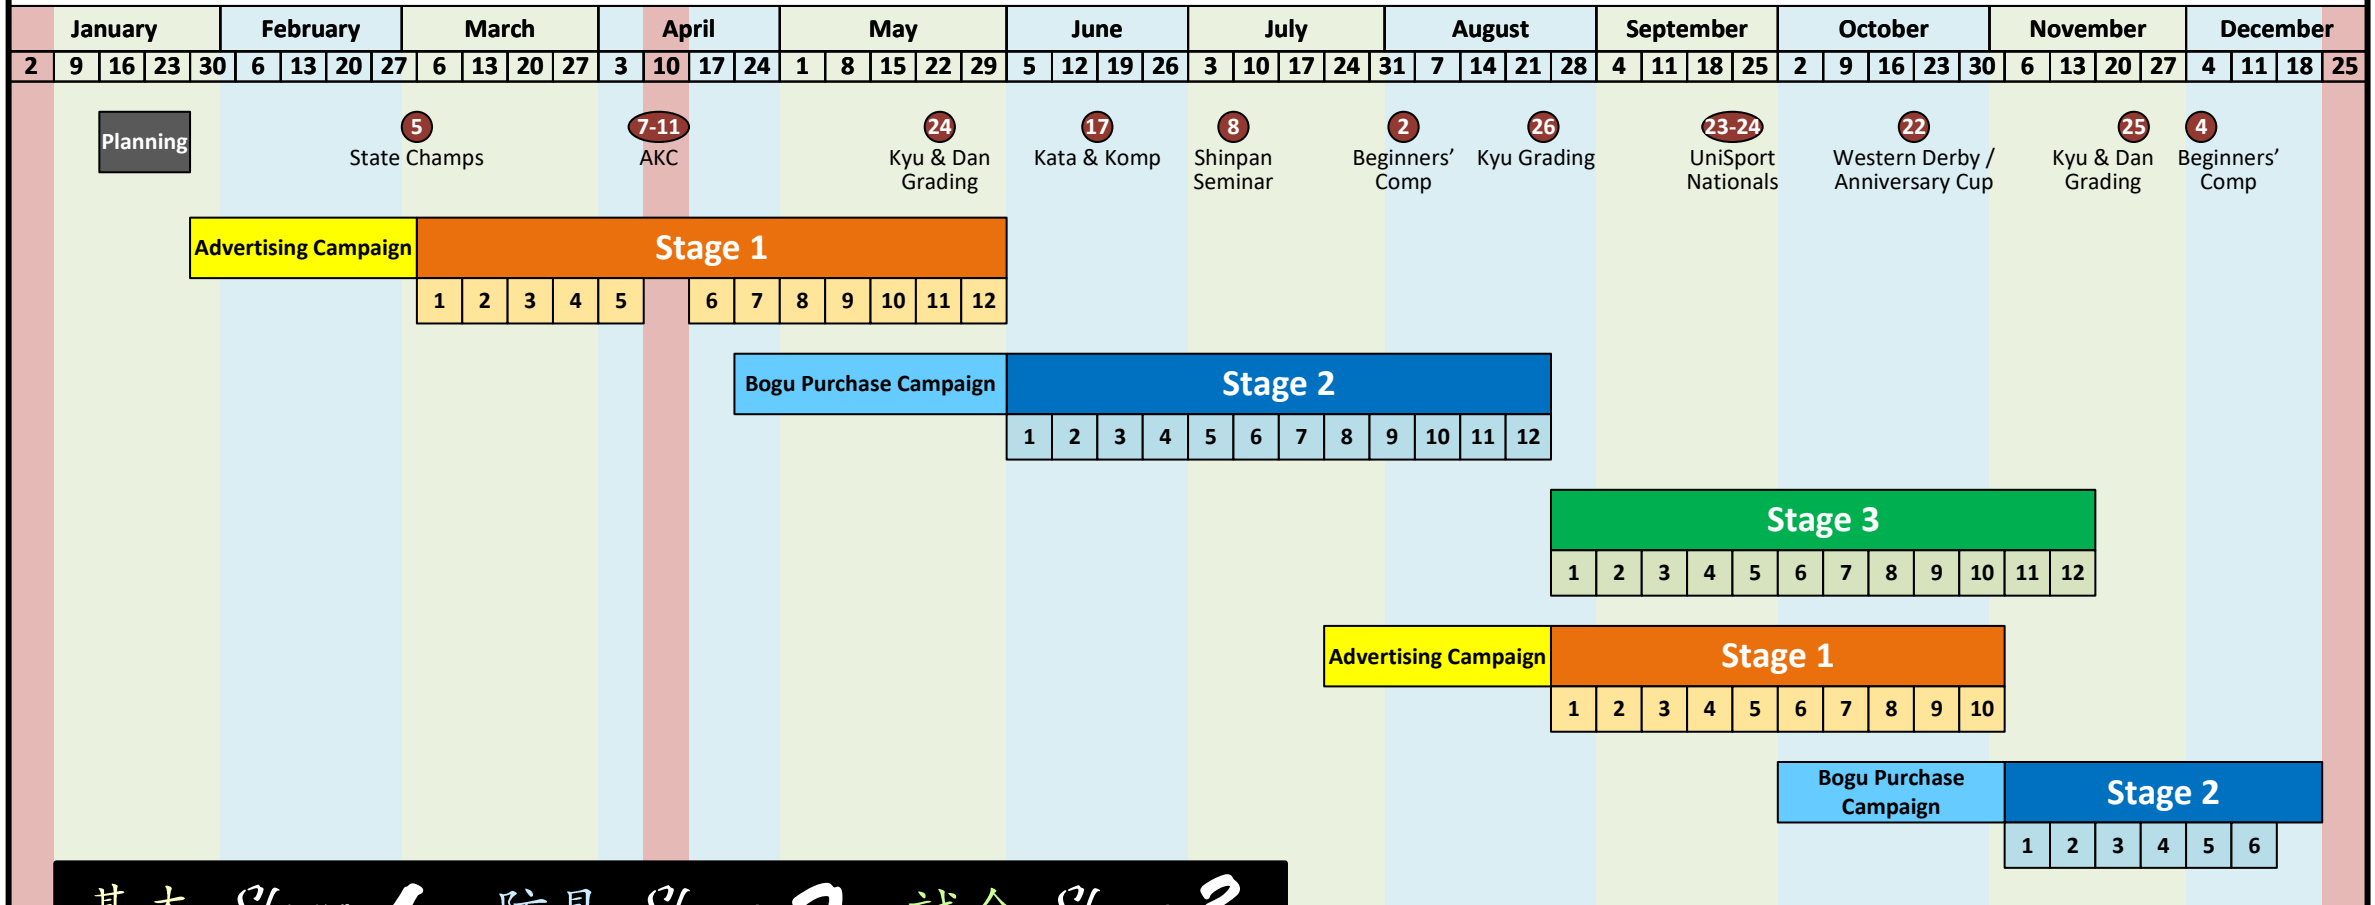 January February March April May June July August September October November December
2 9 16 23 30 6 13 20 27 6 13 20 27 3 10 17 24 1 8 15 22 29 5 12 19 26 3 10 17 24 31 7 14 21 28 4 11 18 25 2 9 16 23 30 6 13 20 27 4 11 18 25
Planning
5
State Champs
7-11
AKC
24
Kyu & Dan
Grading
17
Kata & Komp
8
Shinpan
Seminar
2
Beginners’
Comp
26
Kyu Grading
23-24
UniSport
Nationals
22
Western Derby /
Anniversary Cup
25
Kyu & Dan
Grading
4
Beginners’
Comp
Advertising Campaign Stage 1
1 2 3 4 5 6 7 8 9 10 11 12
Bogu Purchase Campaign Stage 2
1 2 3 4 5 6 7 8 9 10 11 12
Stage 3
1 2 3 4 5 6 7 8 9 10 11 12
Advertising Campaign Stage 1
1 2 3 4 5 6 7 8 9 10
Bogu Purchase
Campaign
Stage 2
1 2 3 4 5 6